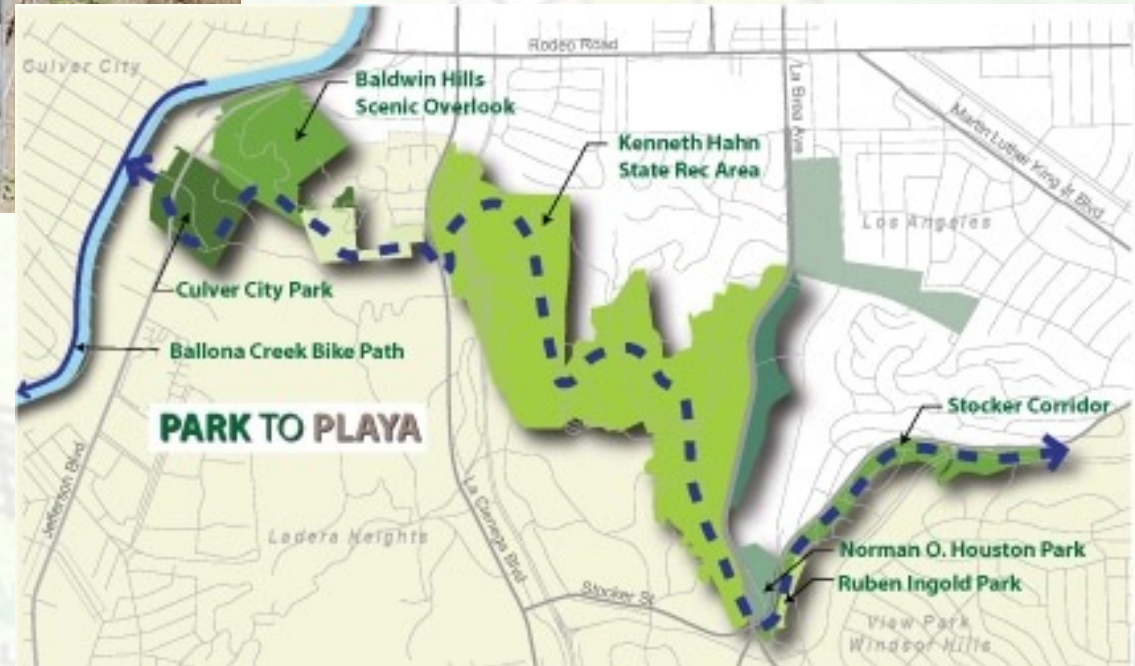 Culver City
Rodeo Road
Baldwin Hills
Scenic Overlook
La Brea Ave
Kenneth Hahn
State Rec Area
Martin Luther King Jr. Blvd
Los Angeles
Culver City Park
Ballona Creek Bike Path
PARK TO PLAYA
Stocker Corridor
Jefferson Blvd
La Cienega Blvd
Ladera Heights
Norman O. Houston Park
Ruben Ingold Park
Stocker St
View Park
Windsor Hills